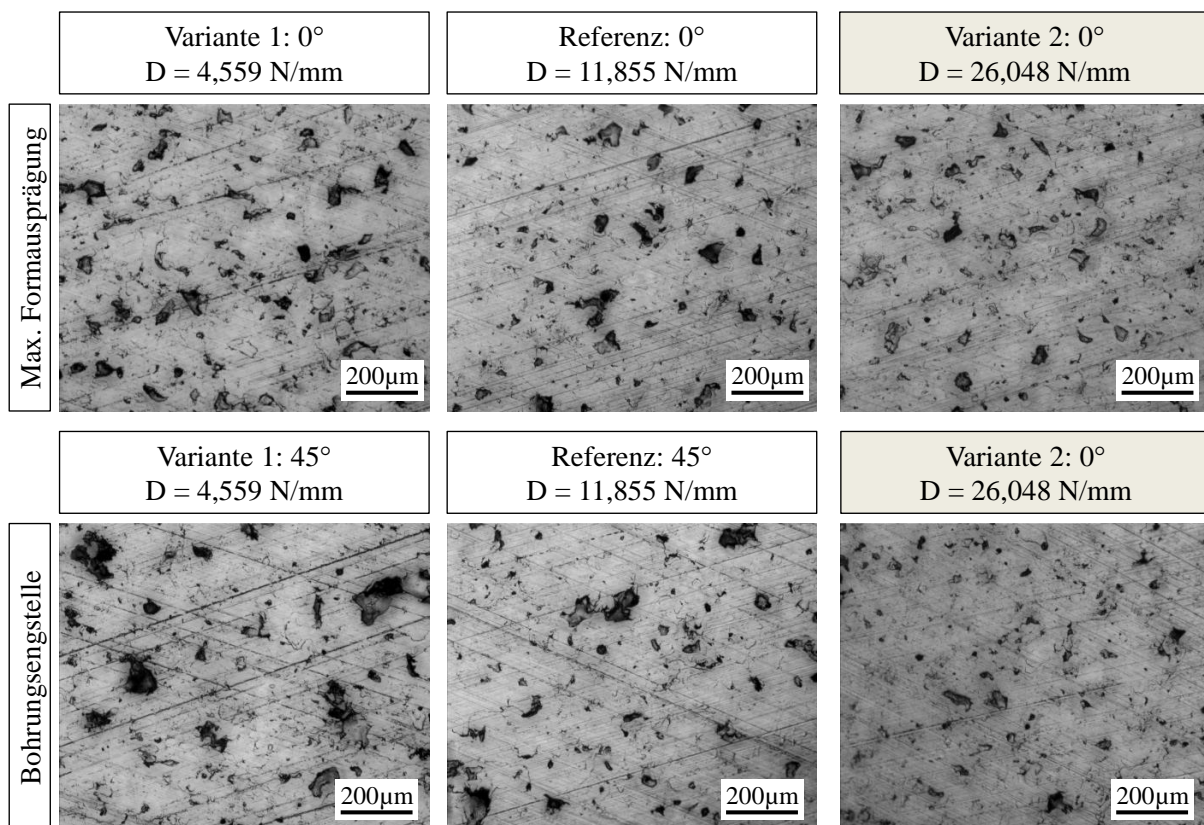 Variante 1: 0°
D = 4,559 N/mm
Referenz: 0°
D = 11,855 N/mm
Variante 2: 0°
D = 26,048 N/mm
Max. Formausprägung
200µm
200µm
200µm
Variante 1: 45°
D = 4,559 N/mm
Referenz: 45°
D = 11,855 N/mm
Variante 2: 0°
D = 26,048 N/mm
Bohrungsengstelle
200µm
200µm
200µm